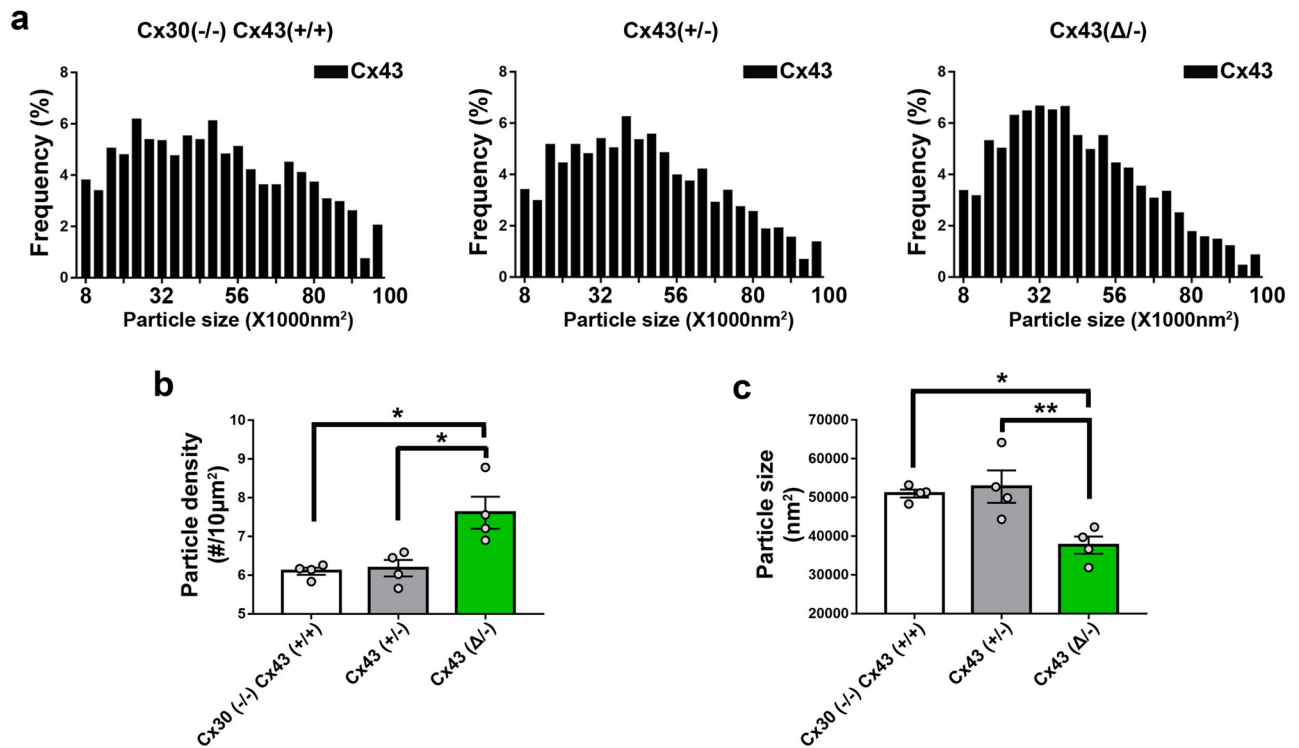 a
Cx30(-/-) Cx43(+/+)
Cx43
Frequency (%)
8
6
4
2
0
8 32 56 80 100
Particle size (X1000nm²)
Cx43(+/-)
Cx43
Frequency (%)
8
6
4
2
0
8 32 56 80 100
Particle size (X1000nm²)
Cx43(Δ/-)
Cx43
Frequency (%)
8
6
4
2
0
8 32 56 80 100
Particle size (X1000nm²)
b
*
*
Particle density
(#/10µm²)
10
9
8
7
6
5
Cx30 (-/-) Cx43 (+/+)
Cx43 (+/-)
Cx43 (Δ/-)
c
*
**
Particle size
(nm²)
70000
60000
50000
40000
30000
20000
Cx30 (-/-) Cx43 (+/+)
Cx43 (+/-)
Cx43 (Δ/-)